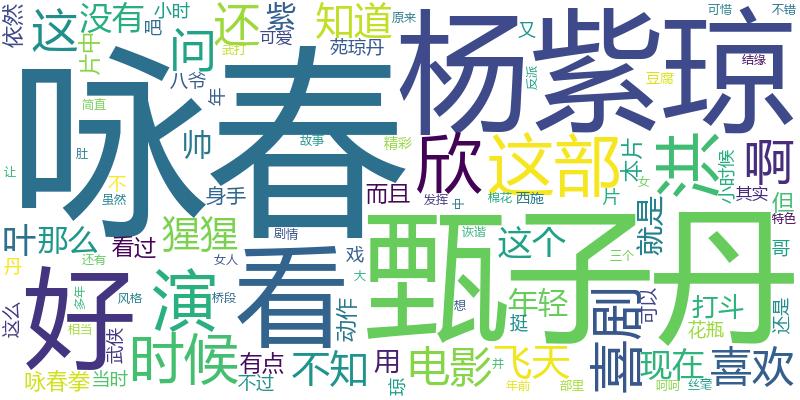 依然
这
没有
吧
小时
还
紫
可爱
知道
原来
杨紫琼
可惜
不错
片中
问
八爷
武打
苑琼丹
又
反派
豆腐
结缘
简直
年
咏春
帅
故事
精彩
欣
这部
本片
洪
啊
小时候
让
肚
不
虽然
身手
而且
发挥
中
棉花
西施
片
女
其实
但
叶
那么
看过
猩猩
剧情
女人
看
戏
甄子丹
诙谐
这个
就是
三个
特色
哥
丹
还有
大
好
演
桥段
动作
想
年轻
挺
喜剧
可以
打斗
花瓶
还是
这么
多年
相当
风格
武侠
时候
有点
不知
用
电影
飞天
并
现在
喜欢
咏春拳
当时
不过
琼
年前
部里
呵呵
丝毫